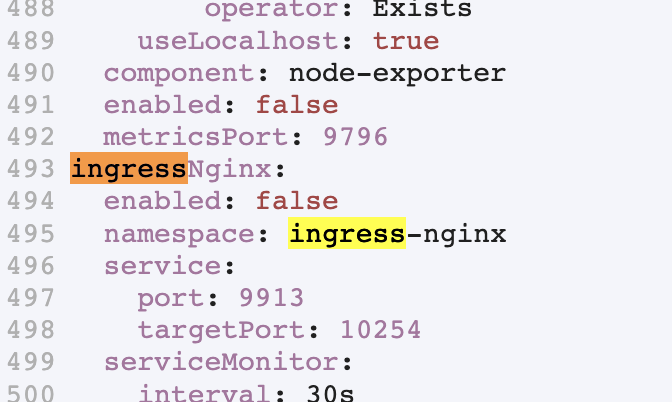 488         operator: Exists
489     useLocalhost: true
490   component: node-exporter
491   enabled: false
492   metricsPort: 9796
493 ingressNginx:
494   enabled: false
495   namespace: ingress-nginx
496   service:
497     port: 9913
498     targetPort: 10254
499   serviceMonitor:
500     interval: 30s